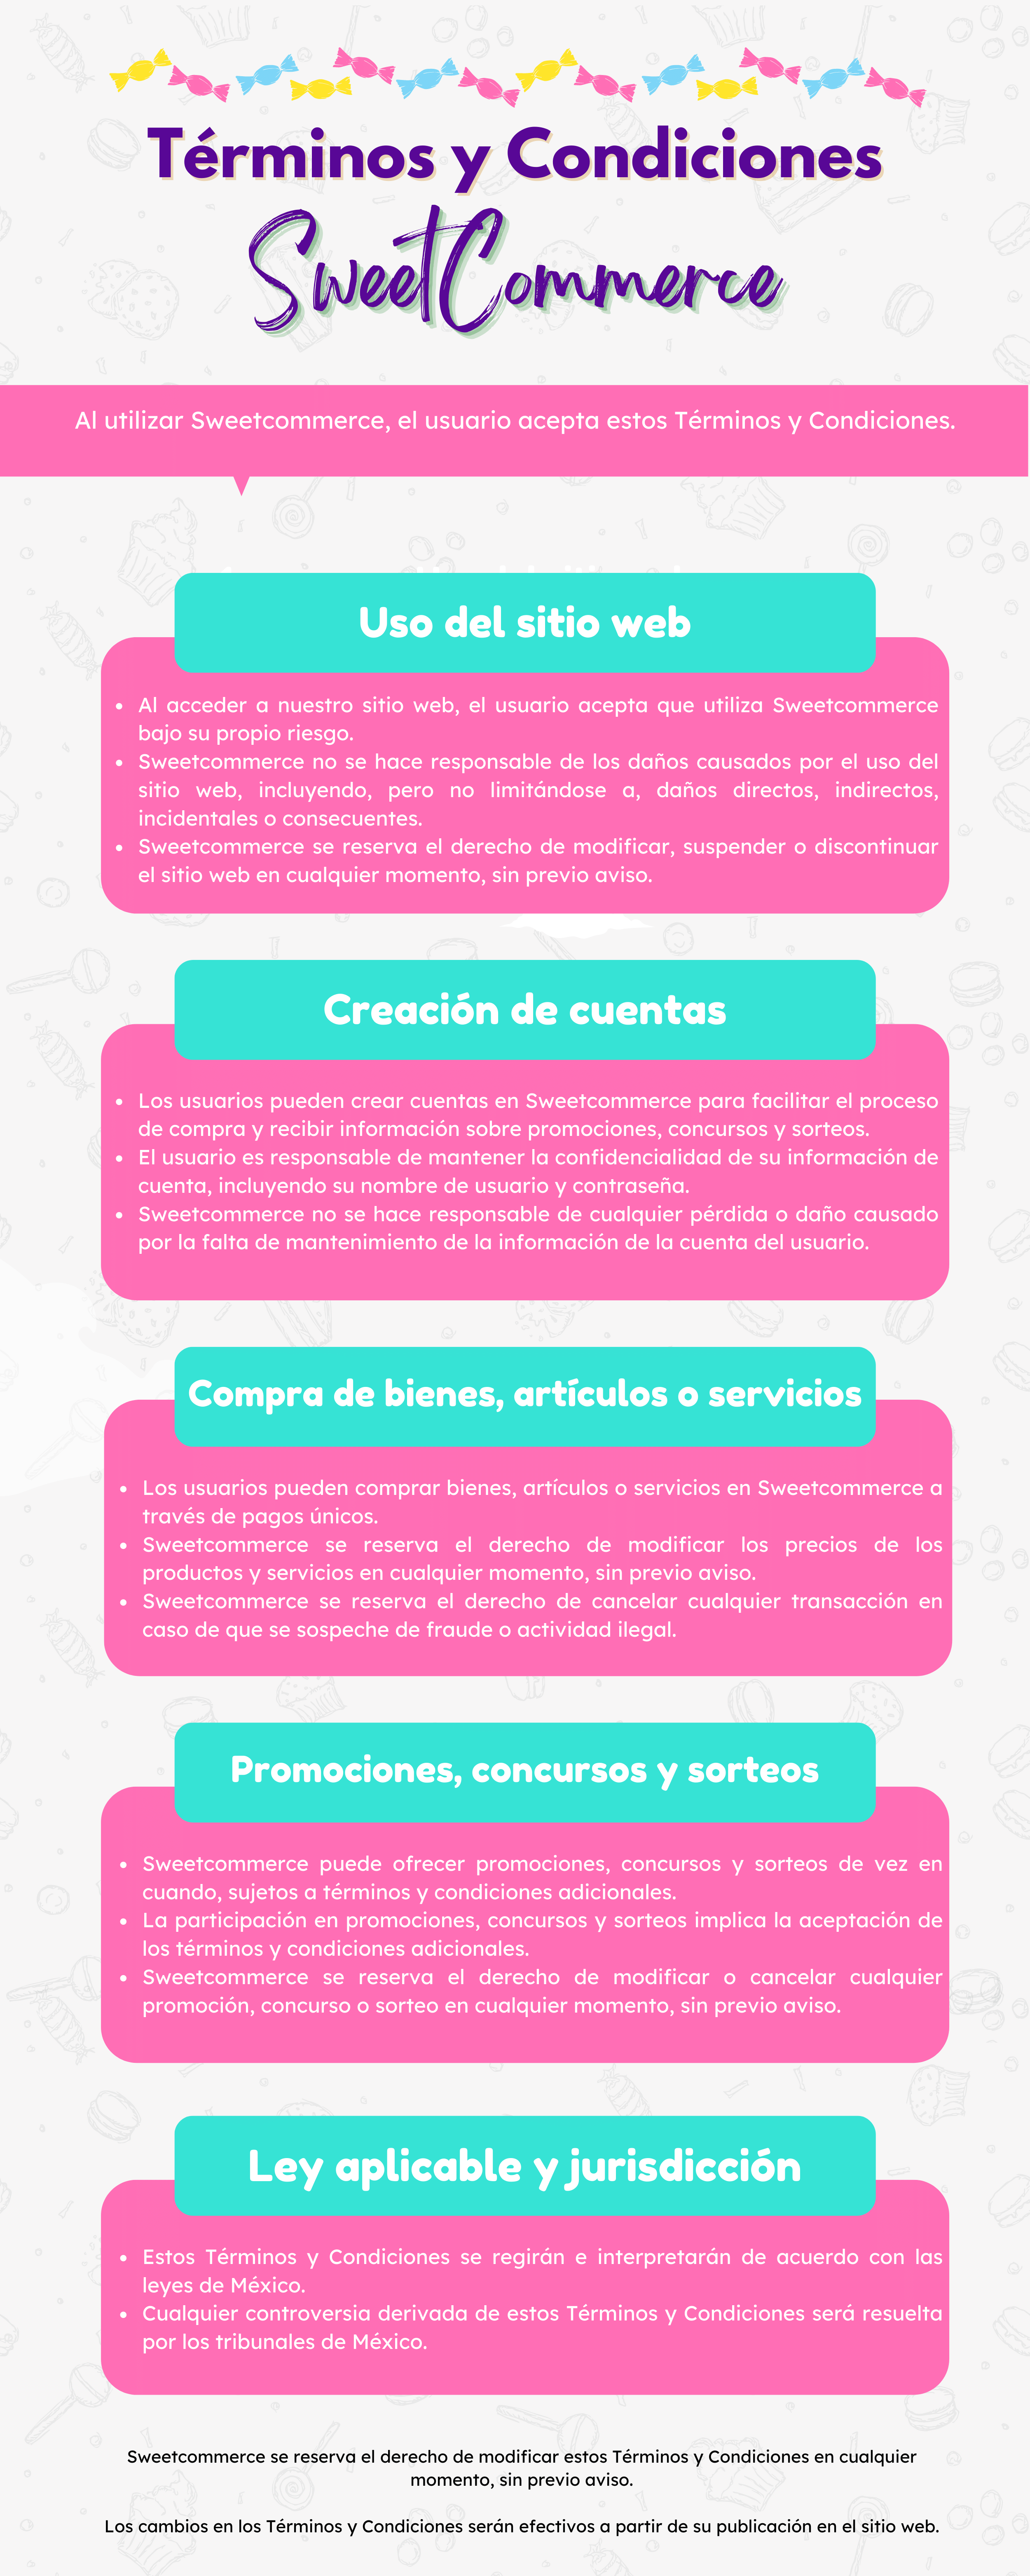 Términos y Condiciones
SweetCommerce
Al utilizar Sweetcommerce, el usuario acepta estos Términos y Condiciones.
Uso del sitio web
• Al acceder a nuestro sitio web, el usuario acepta que utiliza Sweetcommerce
bajo su propio riesgo.
• Sweetcommerce no se hace responsable de los daños causados por el uso del
sitio web, incluyendo, pero no limitándose a, daños directos, indirectos,
incidentales o consecuentes.
• Sweetcommerce se reserva el derecho de modificar, suspender o discontinuar
el sitio web en cualquier momento, sin previo aviso.
Creación de cuentas
• Los usuarios pueden crear cuentas en Sweetcommerce para facilitar el proceso
de compra y recibir información sobre promociones, concursos y sorteos.
• El usuario es responsable de mantener la confidencialidad de su información de
cuenta, incluyendo su nombre de usuario y contraseña.
• Sweetcommerce no se hace responsable de cualquier pérdida o daño causado
por la falta de mantenimiento de la información de la cuenta del usuario.
Compra de bienes, artículos o servicios
• Los usuarios pueden comprar bienes, artículos o servicios en Sweetcommerce a
través de pagos únicos.
• Sweetcommerce se reserva el derecho de modificar los precios de los
productos y servicios en cualquier momento, sin previo aviso.
• Sweetcommerce se reserva el derecho de cancelar cualquier transacción en
caso de que se sospeche de fraude o actividad ilegal.
Promociones, concursos y sorteos
• Sweetcommerce puede ofrecer promociones, concursos y sorteos de vez en
cuando, sujetos a términos y condiciones adicionales.
• La participación en promociones, concursos y sorteos implica la aceptación de
los términos y condiciones adicionales.
• Sweetcommerce se reserva el derecho de modificar o cancelar cualquier
promoción, concurso o sorteo en cualquier momento, sin previo aviso.
Ley aplicable y jurisdicción
• Estos Términos y Condiciones se regirán e interpretarán de acuerdo con las
leyes de México.
• Cualquier controversia derivada de estos Términos y Condiciones será resuelta
por los tribunales de México.
Sweetcommerce se reserva el derecho de modificar estos Términos y Condiciones en cualquier
momento, sin previo aviso.
Los cambios en los Términos y Condiciones serán efectivos a partir de su publicación en el sitio web.